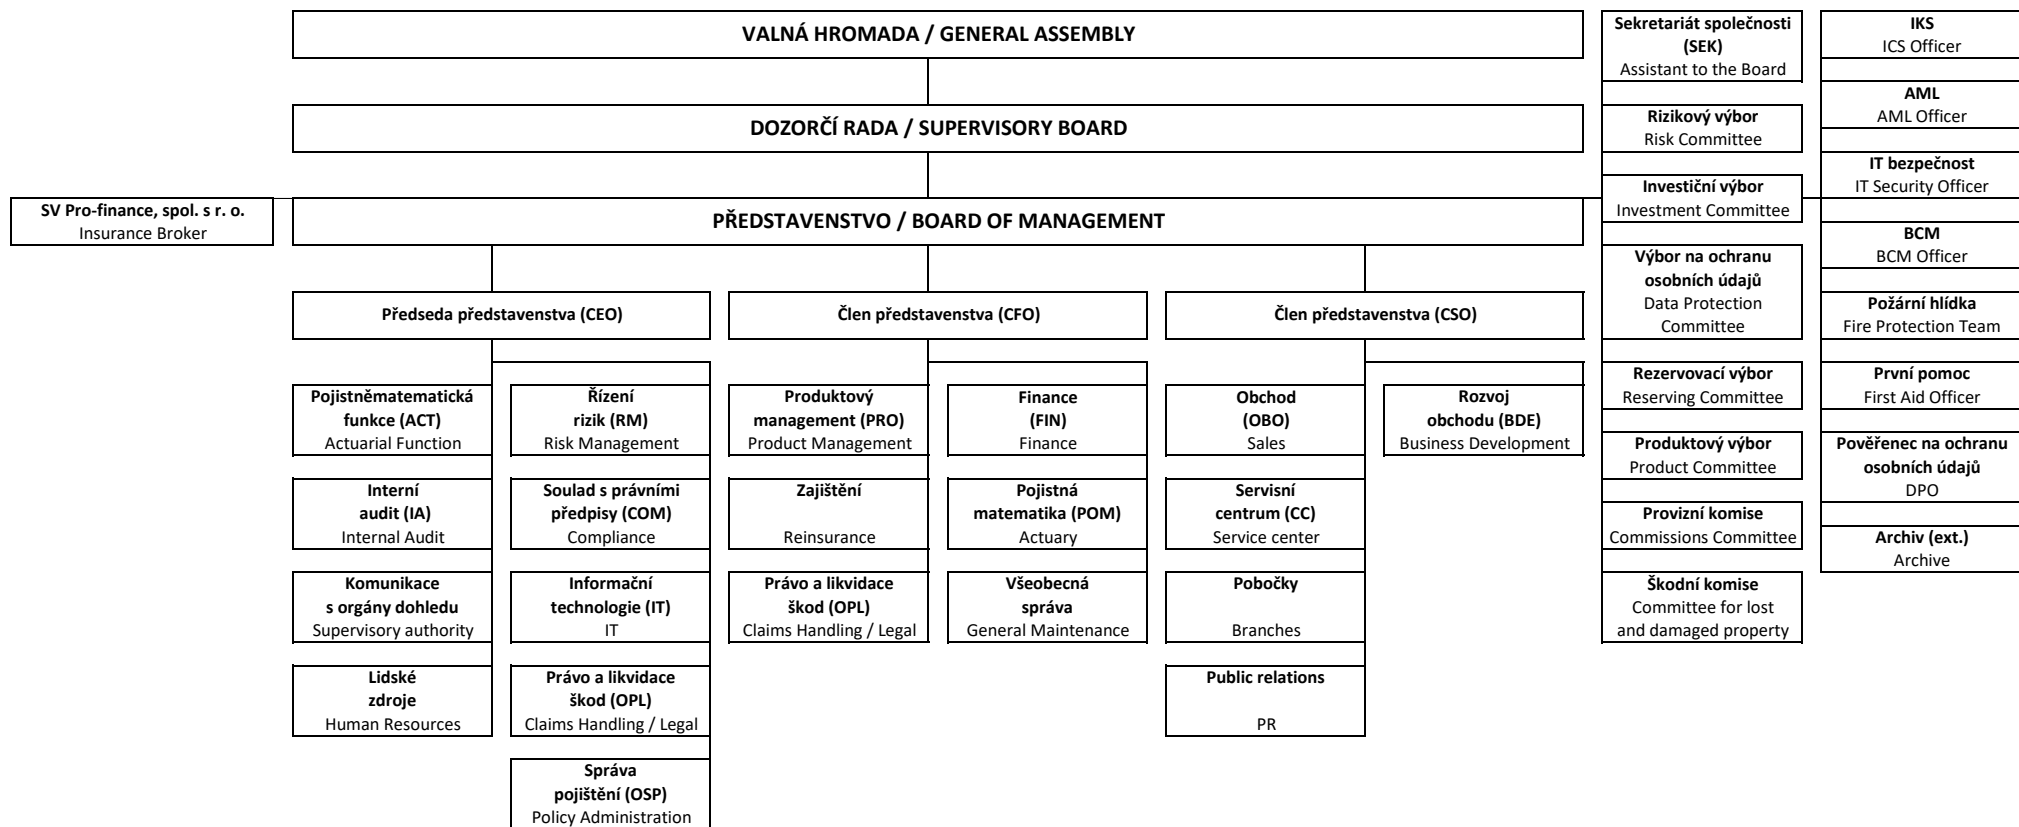 VALNÁ HROMADA / GENERAL ASSEMBLY
DOZORČÍ RADA / SUPERVISORY BOARD
SV Pro-finance, spol. s r. o.
Insurance Broker
PŘEDSTAVENSTVO / BOARD OF MANAGEMENT
Předseda představenstva (CEO)
Člen představenstva (CFO)
Člen představenstva (CSO)
Pojistněmatematická
funkce (ACT)
Actuarial Function
Řízení
rizik (RM)
Risk Management
Produktový
management (PRO)
Product Management
Finance
(FIN)
Finance
Obchod
(OBO)
Sales
Rozvoj
obchodu (BDE)
Business Development
Interní
audit (IA)
Internal Audit
Soulad s právními
předpisy (COM)
Compliance
Zajištění
Reinsurance
Pojistná
matematika (POM)
Actuary
Servisní
centrum (CC)
Service center
Komunikace
s orgány dohledu
Supervisory authority
Informační
technologie (IT)
IT
Právo a likvidace
škod (OPL)
Claims Handling / Legal
Všeobecná
správa
General Maintenance
Pobočky
Branches
Lidské
zdroje
Human Resources
Právo a likvidace
škod (OPL)
Claims Handling / Legal
Public relations
PR
Správa
pojištění (OSP)
Policy Administration
Sekretariát společnosti
(SEK)
Assistant to the Board
Rizikový výbor
Risk Committee
Investiční výbor
Investment Committee
Výbor na ochranu
osobních údajů
Data Protection
Committee
Rezervovací výbor
Reserving Committee
Produktový výbor
Product Committee
Provizní komise
Commissions Committee
Škodní komise
Committee for lost
and damaged property
IKS
ICS Officer
AML
AML Officer
IT bezpečnost
IT Security Officer
BCM
BCM Officer
Požární hlídka
Fire Protection Team
První pomoc
First Aid Officer
Pověřenec na ochranu
osobních údajů
DPO
Archiv (ext.)
Archive